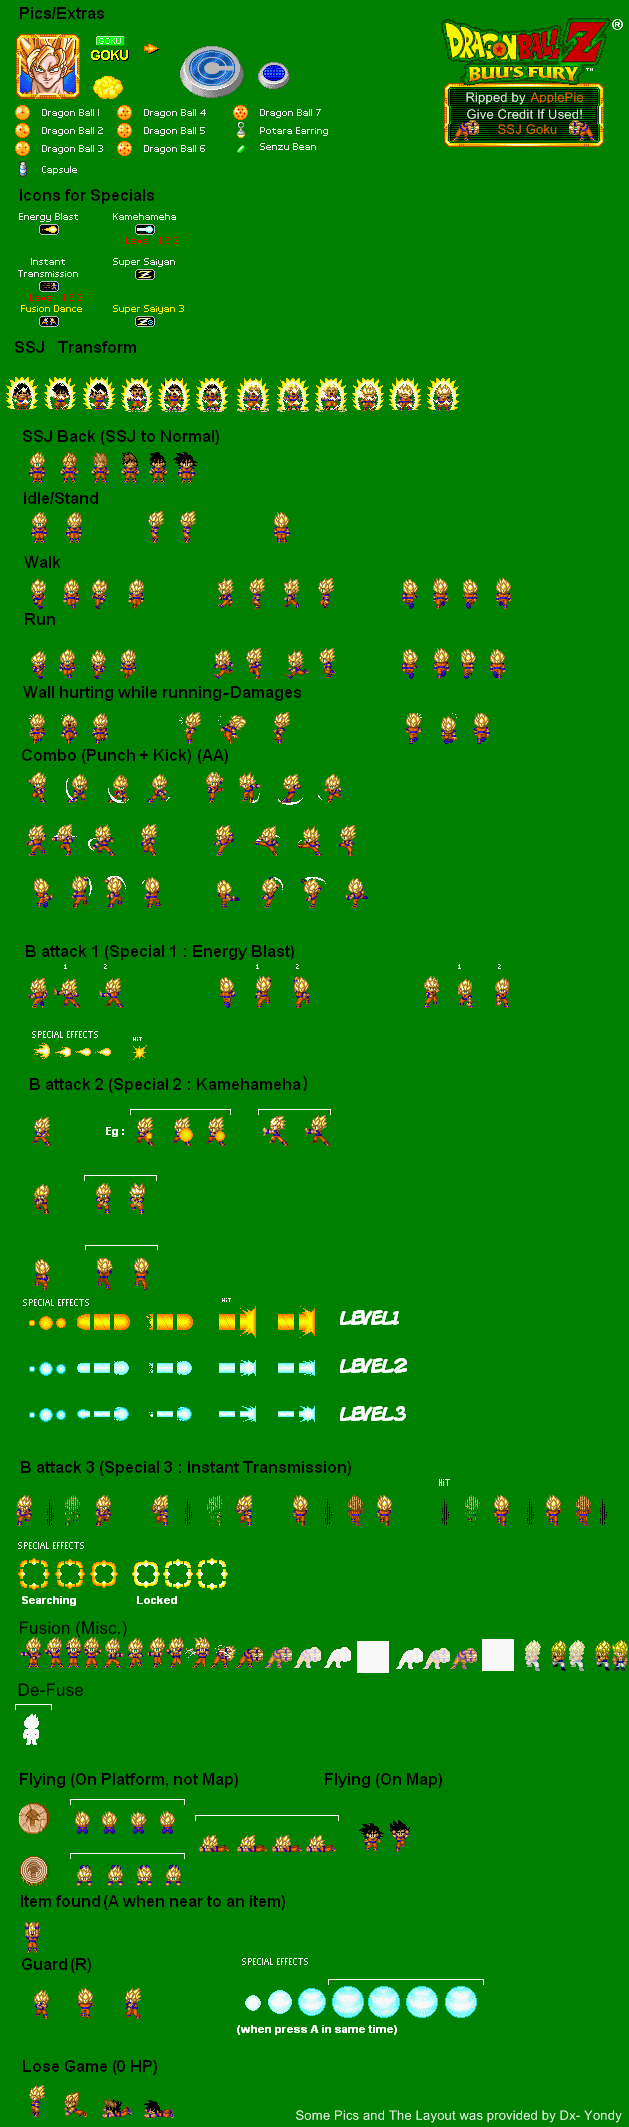 Pics/Extras
GOKU
GOKU
DRAGON BALL Z
®
BUU'S FURY
™
Ripped by ApplePie
Give Credit If Used!
SSJ Goku
Dragon Ball 1
Dragon Ball 4
Dragon Ball 7
Dragon Ball 2
Dragon Ball 5
Potara Earring
Dragon Ball 3
Dragon Ball 6
Senzu Bean
Capsule
Icons for Specials
Energy Blast
Kamehameha
Instant
Transmission
Super Saiyan
Fusion Dance
Super Saiyan 3
SSJ Transform
SSJ Back (SSJ to Normal)
Idle/Stand
Walk
Run
Wall hurting while running-Damages
Combo (Punch + Kick) (AA)
B attack 1 (Special 1 : Energy Blast)
1 2 1 2 1 2
SPECIAL EFFECTS
HiT
B attack 2 (Special 2 : Kamehameha)
Eg :
SPECIAL EFFECTS
HiT
LEVEL1
LEVEL2
LEVEL3
B attack 3 (Special 3 : Instant Transmission)
HiT
SPECIAL EFFECTS
Searching
Locked
Fusion (Misc.)
De-Fuse
Flying (On Platform, not Map)
Flying (On Map)
Item found (A when near to an item)
Guard (R)
SPECIAL EFFECTS
(when press A in same time)
Lose Game (0 HP)
Some Pics and The Layout was provided by Dx- Yondy